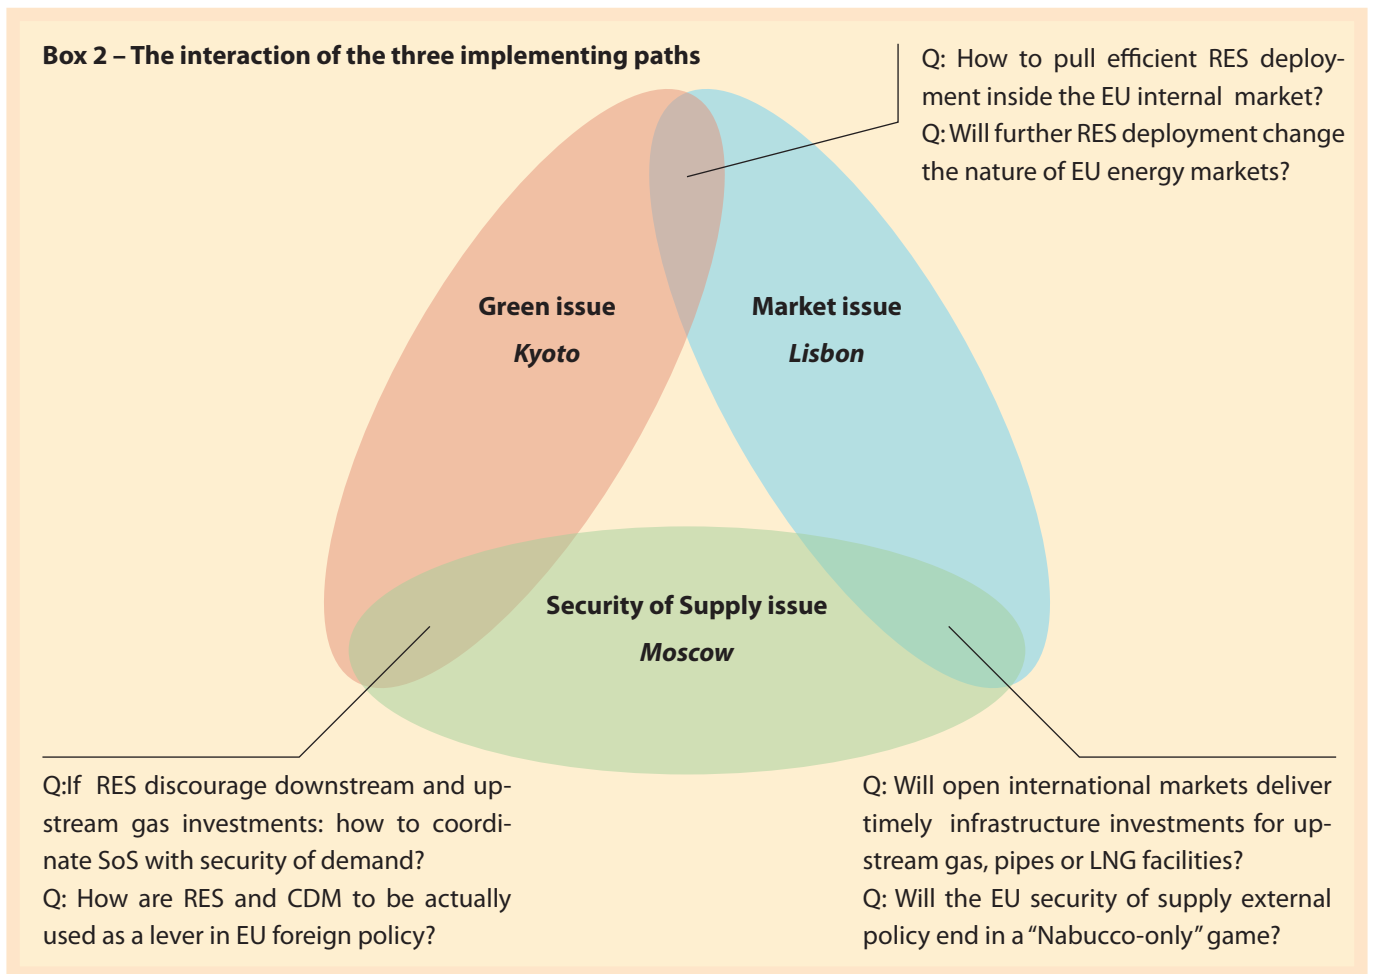 Box 2 – The interaction of the three implementing paths
Q: How to pull efficient RES deploy-
ment inside the EU internal market?
Q: Will further RES deployment change
the nature of EU energy markets?
Green issue
Kyoto
Market issue
Lisbon
Security of Supply issue
Moscow
Q:If RES discourage downstream and up-
stream gas investments: how to coordi-
nate SoS with security of demand?
Q: How are RES and CDM to be actually
used as a lever in EU foreign policy?
Q: Will open international markets deliver
timely infrastructure investments for up-
stream gas, pipes or LNG facilities?
Q: Will the EU security of supply external
policy end in a “Nabucco-only” game?